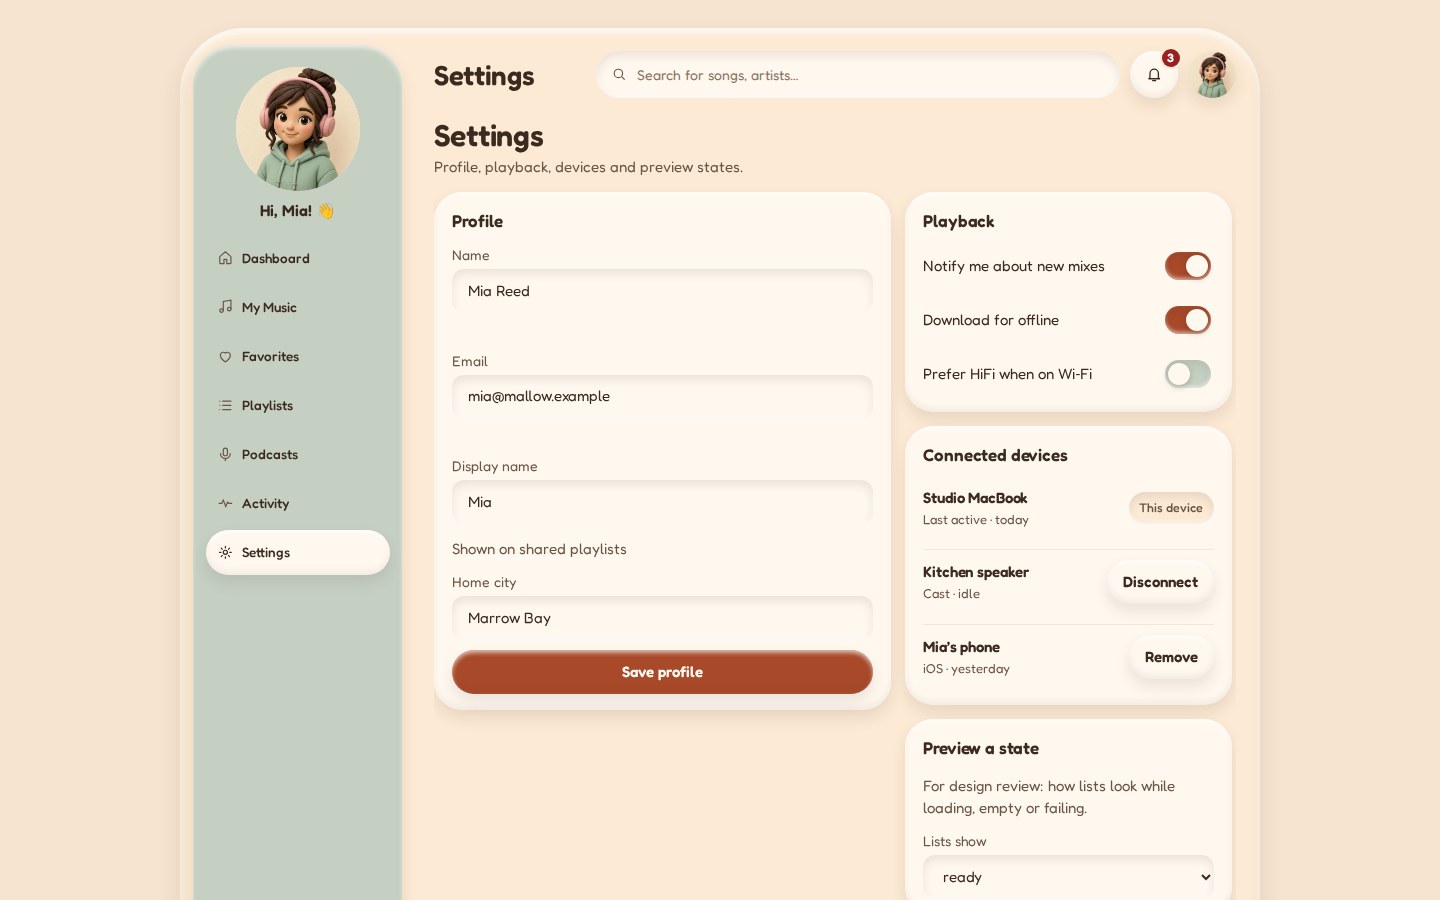 Hi, Mia! 👋
Dashboard
My Music
Favorites
Playlists
Podcasts
Activity
Settings
Settings
Search for songs, artists...
3
Settings
Profile, playback, devices and preview states.
Profile
Name
Mia Reed
Email
mia@mallow.example
Display name
Mia
Shown on shared playlists
Home city
Marrow Bay
Save profile
Playback
Notify me about new mixes
Download for offline
Prefer HiFi when on Wi-Fi
Connected devices
Studio MacBook
Last active · today
This device
Kitchen speaker
Cast · idle
Disconnect
Mia's phone
iOS · yesterday
Remove
Preview a state
For design review: how lists look while
loading, empty or failing.
Lists show
ready